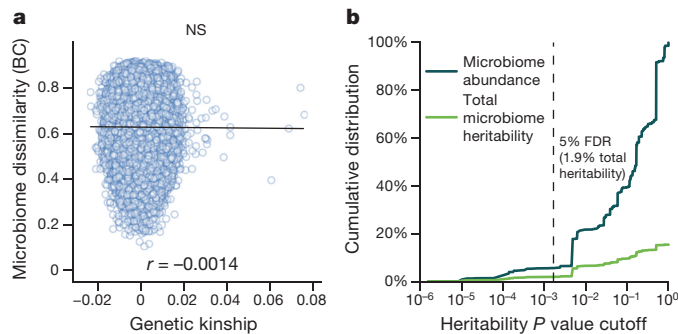 a
NS
Microbiome dissimilarity (BC)
0.8
0.6
0.4
0.2
0
r = −0.0014
−0.02
0
0.02
0.04
0.06
0.08
Genetic kinship
b
Cumulative distribution
100%
80%
60%
40%
20%
0%
Microbiome
abundance
Total
microbiome
heritability
5% FDR
(1.9% total
heritability)
10⁻⁶
10⁻⁵
10⁻⁴
10⁻³
10⁻²
10⁻¹
10⁰
Heritability P value cutoff